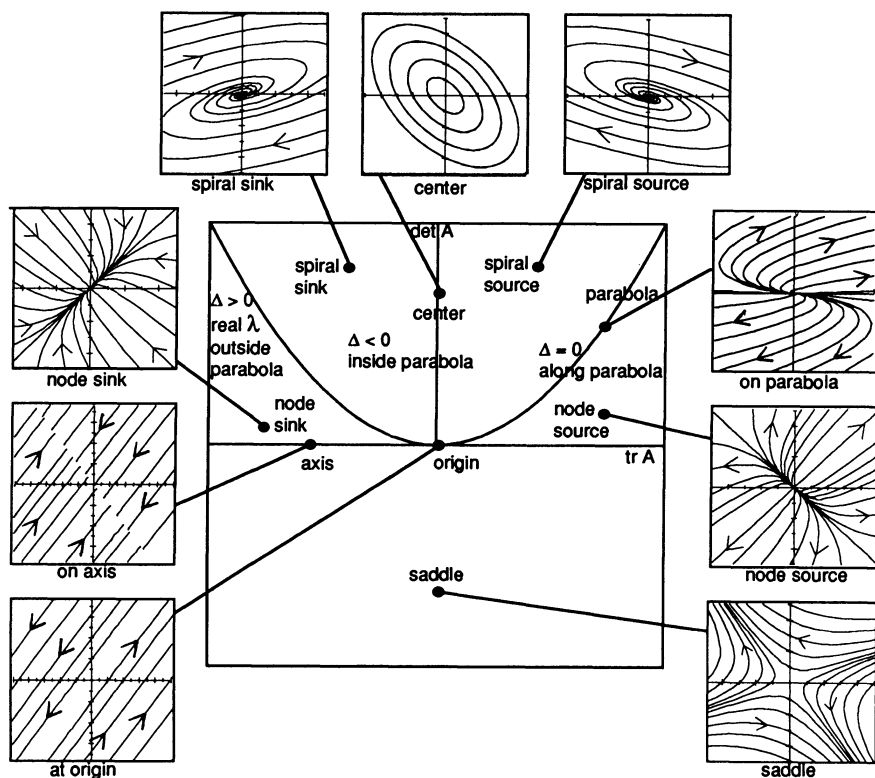 spiral sink
center
spiral source
det A
spiral
sink
spiral
source
center
parabola
Δ > 0
real λ
outside
parabola
Δ < 0
inside parabola
Δ = 0
along parabola
node sink
on parabola
node
sink
node
source
axis
origin
tr A
on axis
node source
saddle
at origin
saddle